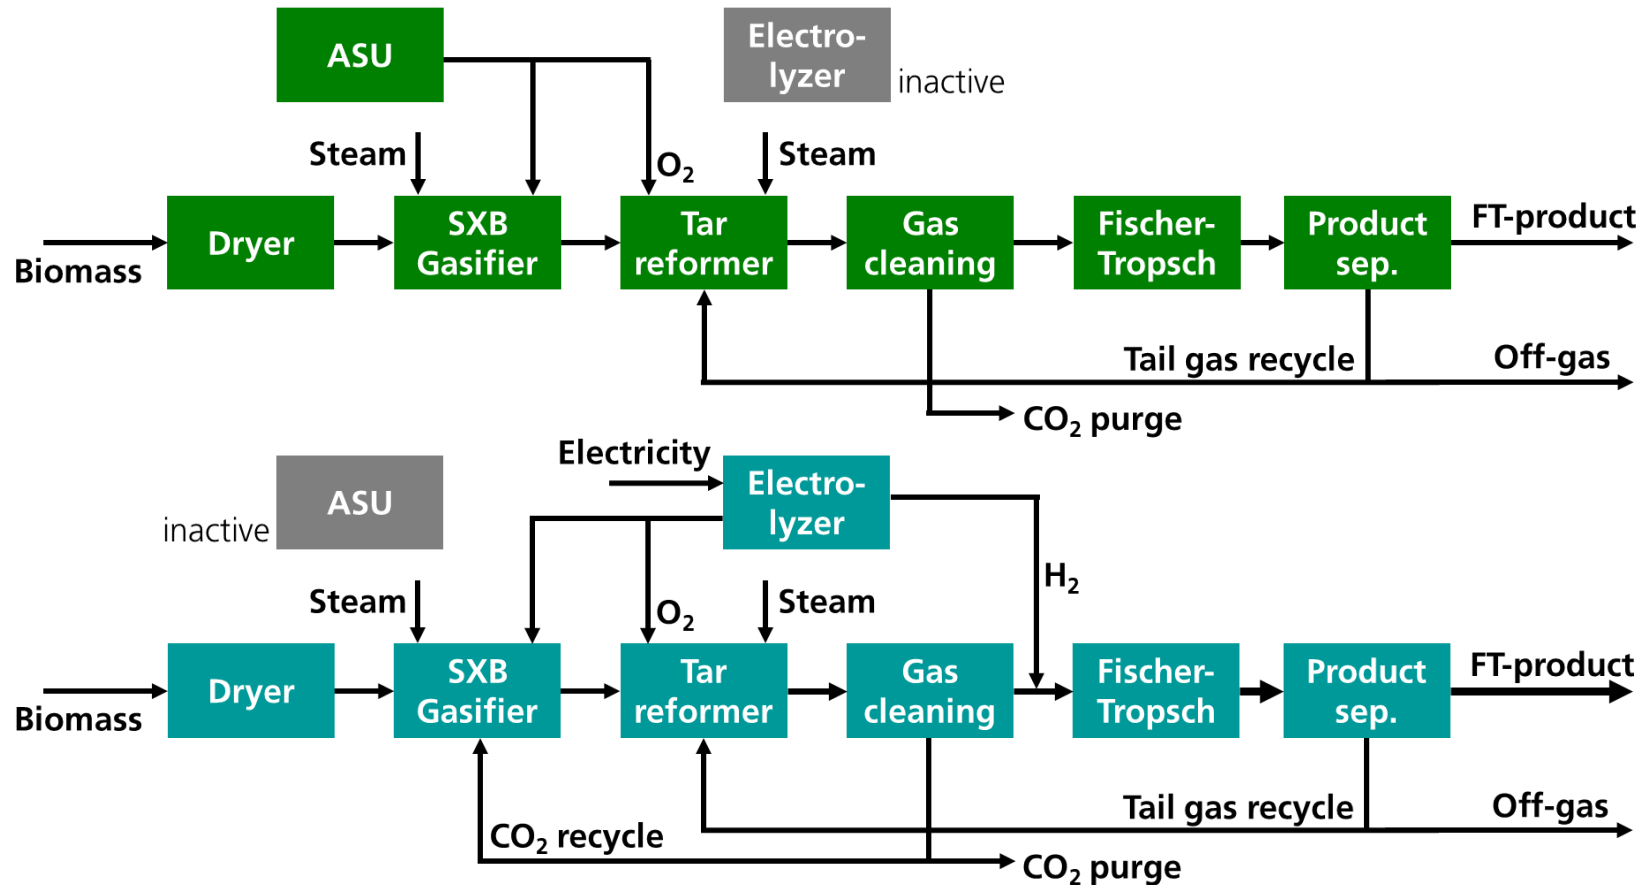 ASU
Electro-
lyzer
inactive
Steam
O₂
Steam
Biomass
Dryer
SXB
Gasifier
Tar
reformer
Gas
cleaning
Fischer-
Tropsch
Product
sep.
FT-product
Tail gas recycle
Off-gas
CO₂ purge
Electricity
ASU
inactive
Electro-
lyzer
Steam
O₂
Steam
H₂
Biomass
Dryer
SXB
Gasifier
Tar
reformer
Gas
cleaning
Fischer-
Tropsch
Product
sep.
FT-product
Tail gas recycle
Off-gas
CO₂ recycle
CO₂ purge